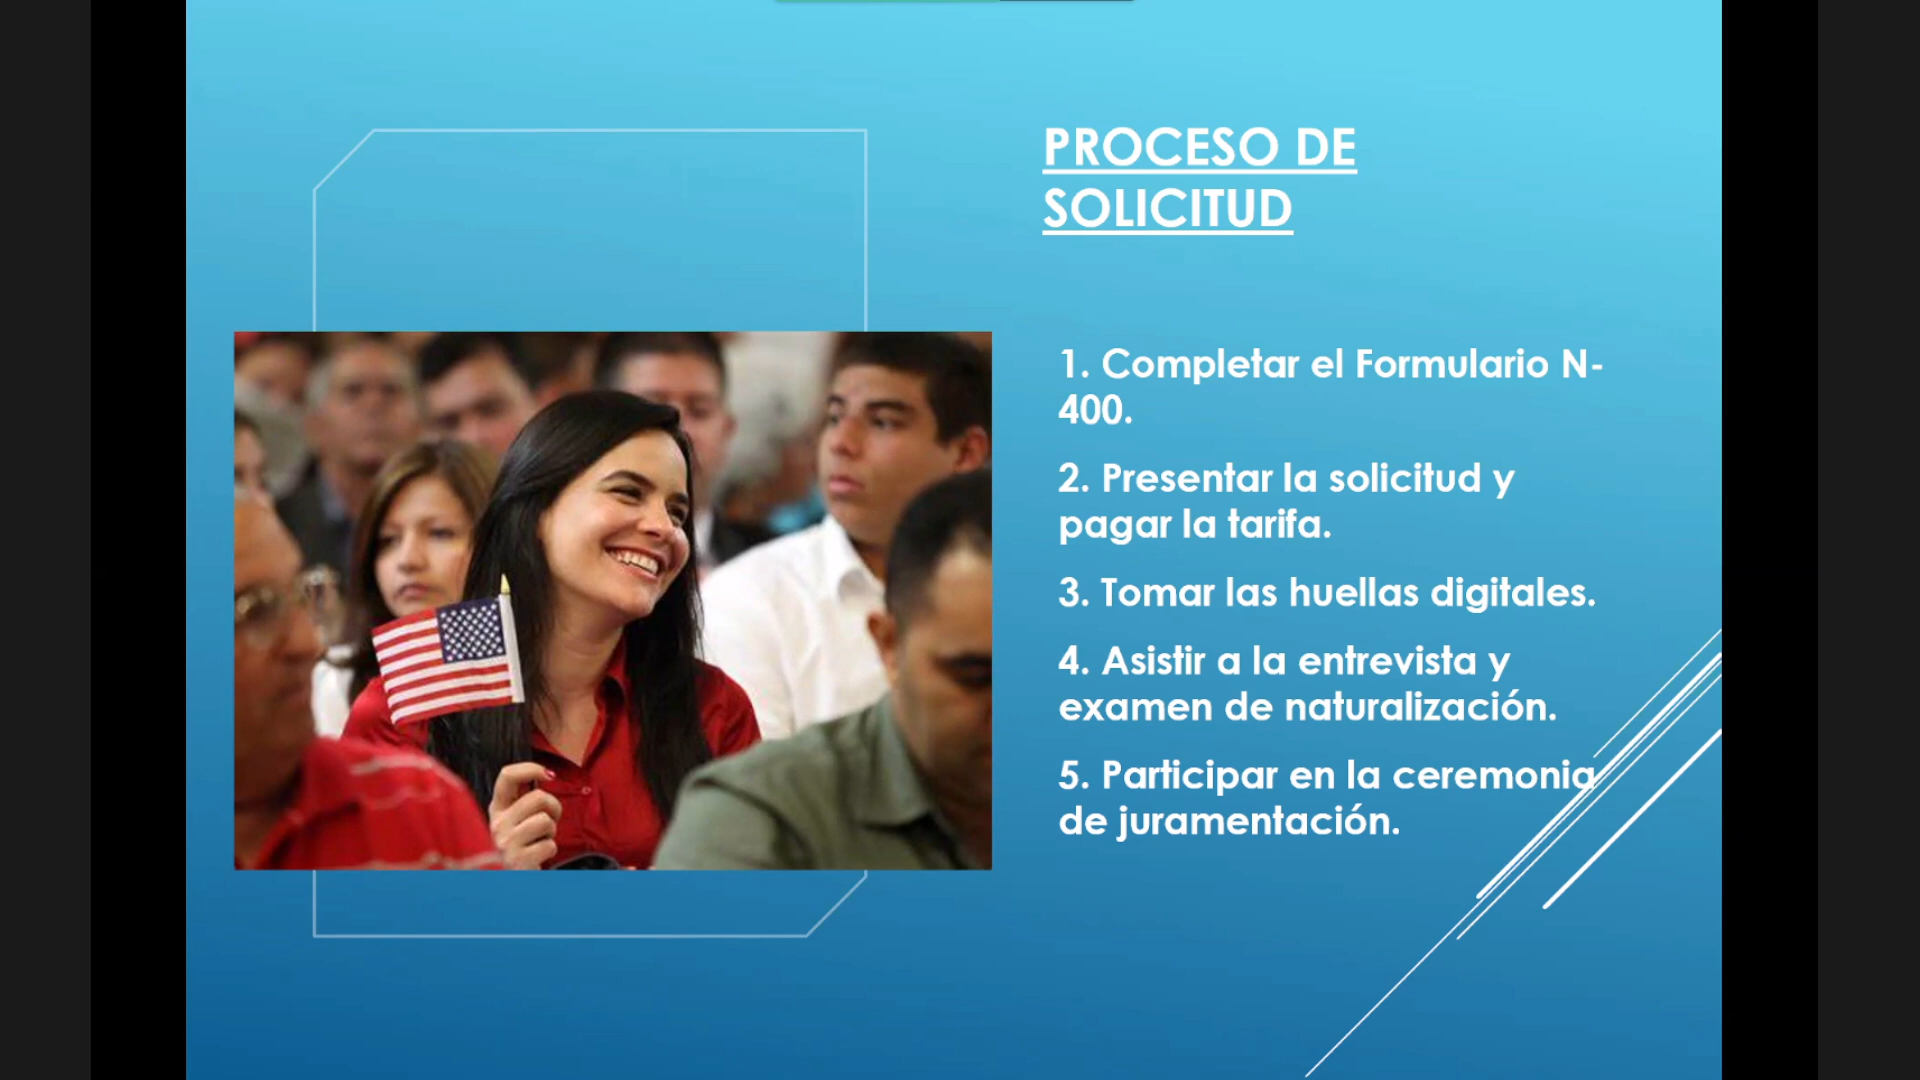 PROCESO DE
SOLICITUD
1. Completar el Formulario N-
400.
2. Presentar la solicitud y
pagar la tarifa.
3. Tomar las huellas digitales.
4. Asistir a la entrevista y
examen de naturalización.
5. Participar en la ceremonia
de juramentación.